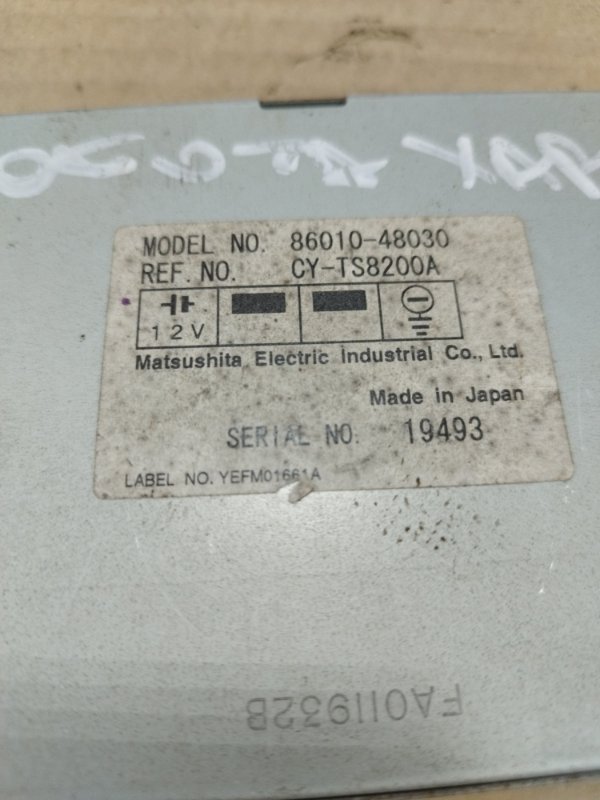 MODEL NO. 86010-48030
REF. NO. CY-TS8200A
12V
Matsushita Electric Industrial Co., Ltd.
Made in Japan
SERIAL NO. 19493
LABEL NO. YEFM01661A
FA011932B